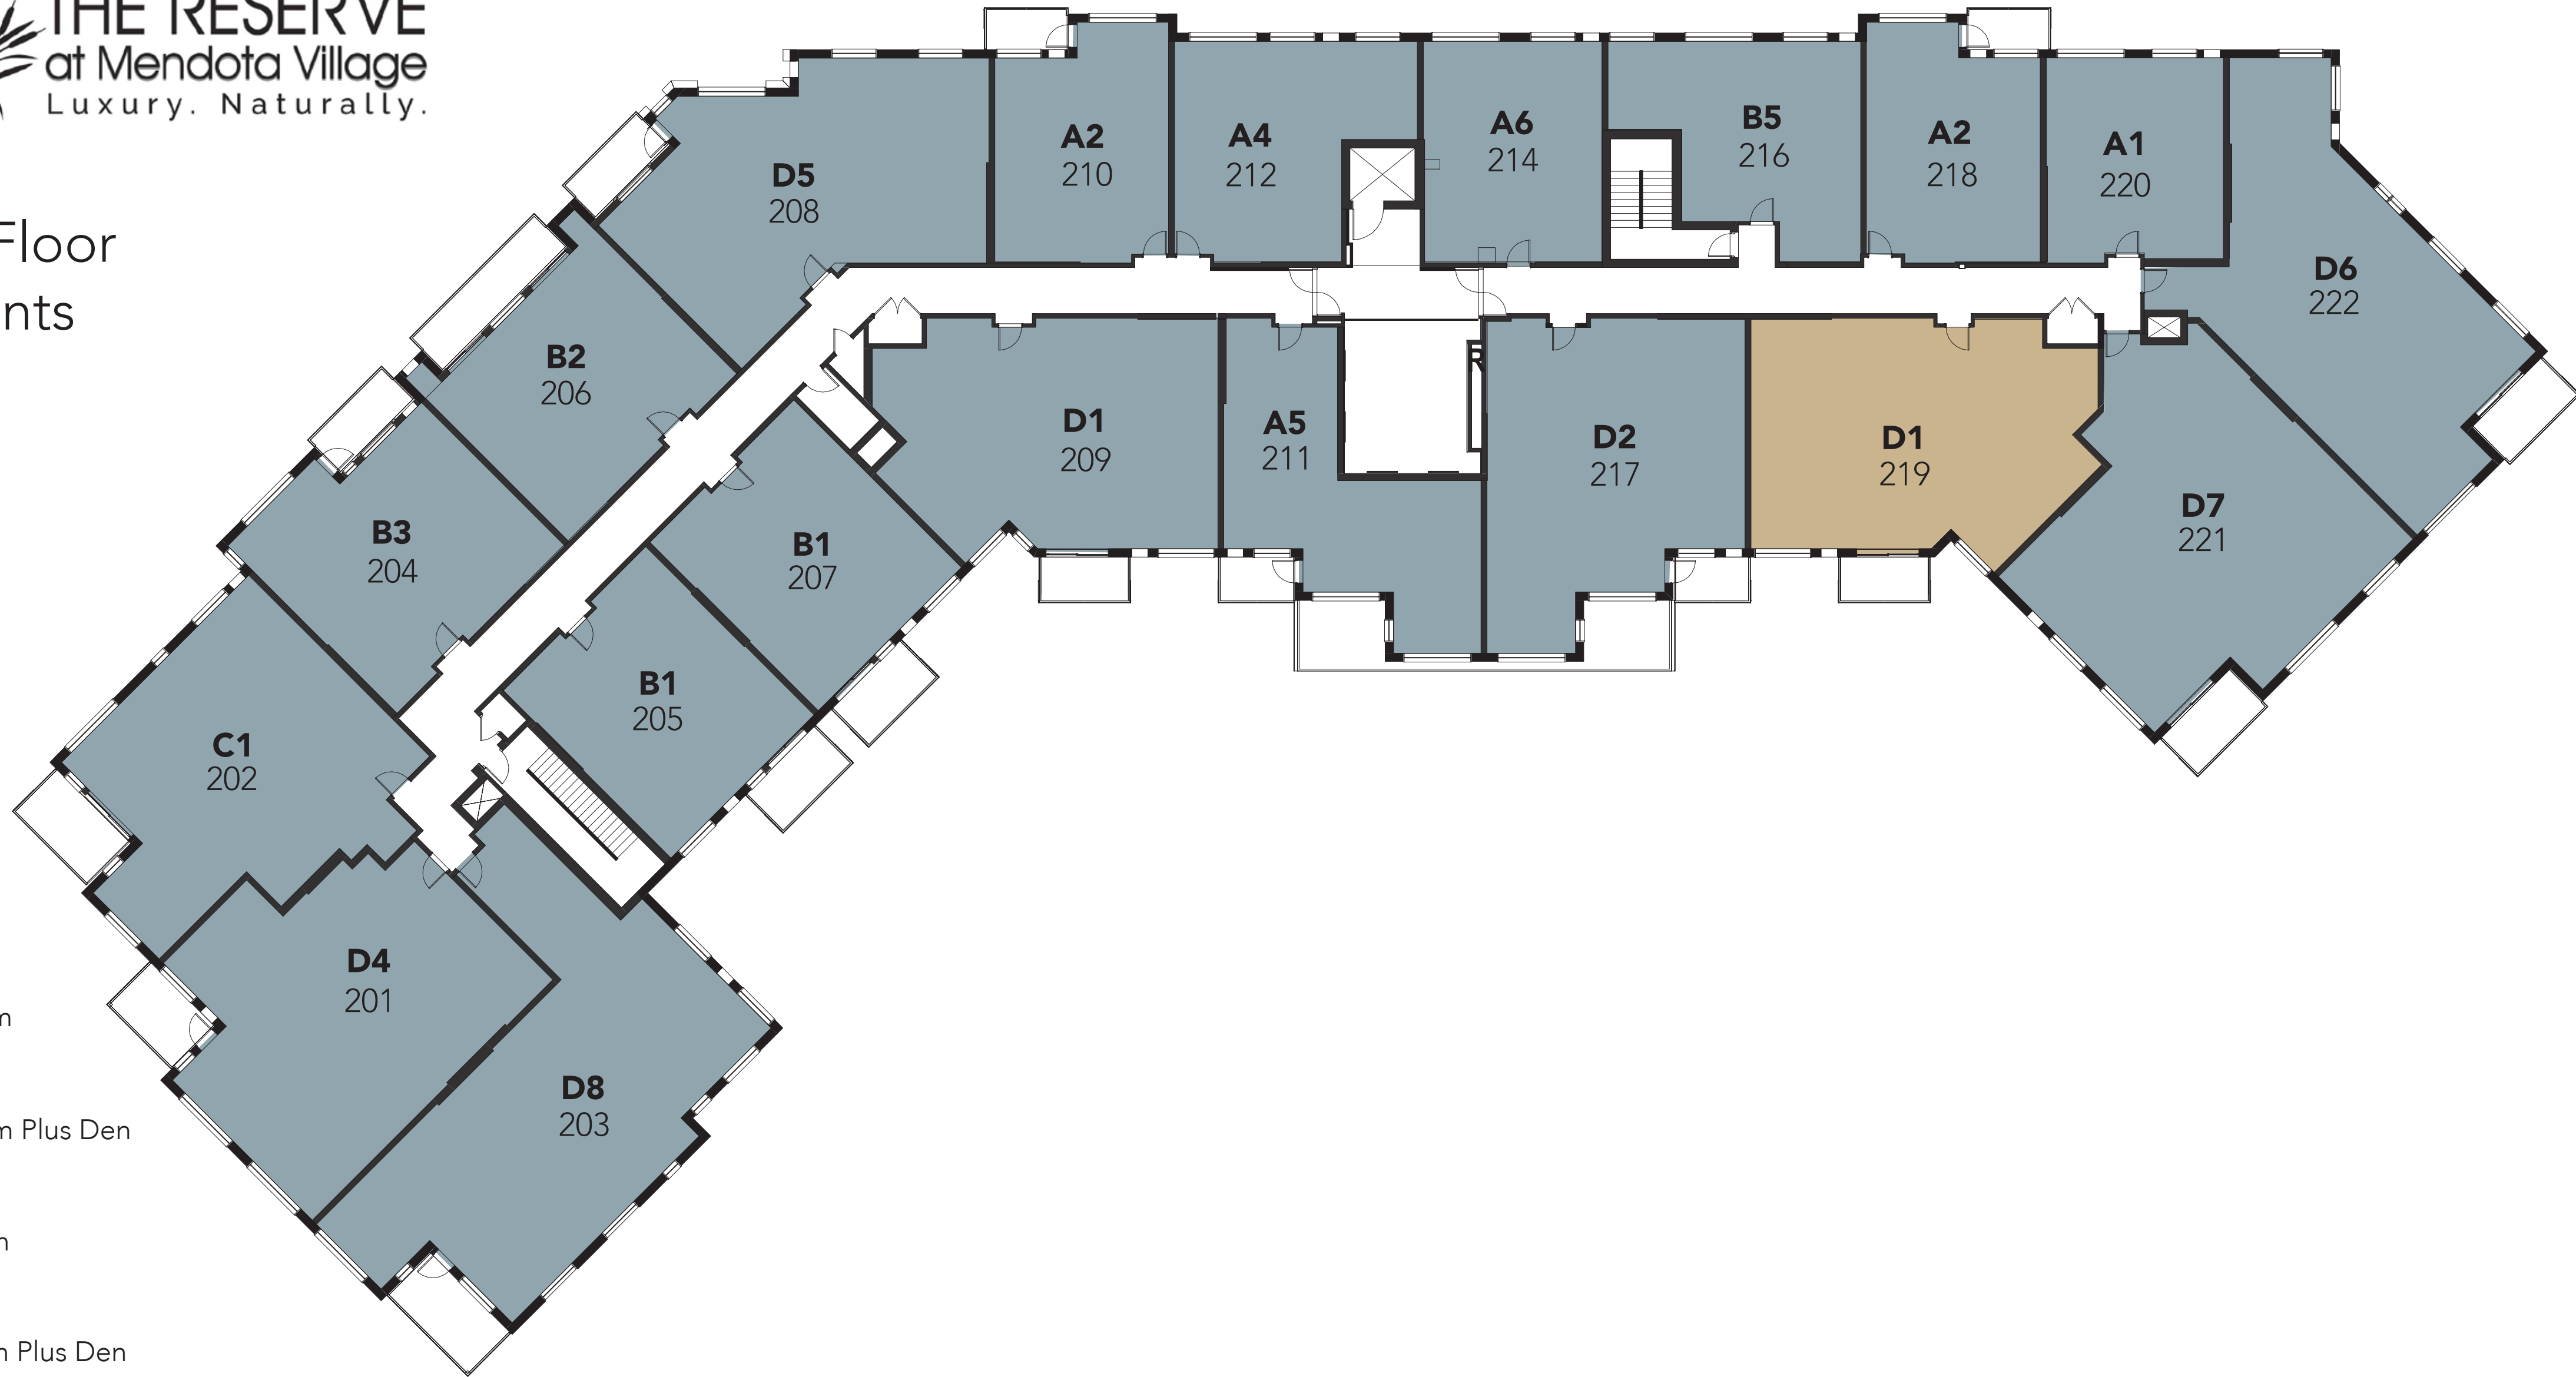 THE RESERVE
at Mendota Village
Luxury. Naturally.
Floor
nts
D5
208
A2
210
A4
212
A6
214
B5
216
A2
218
A1
220
D6
222
B2
206
D1
209
A5
211
R
D2
217
D1
219
D7
221
B3
204
B1
207
B1
205
C1
202
D4
201
D8
203
m
m Plus Den
m
m Plus Den